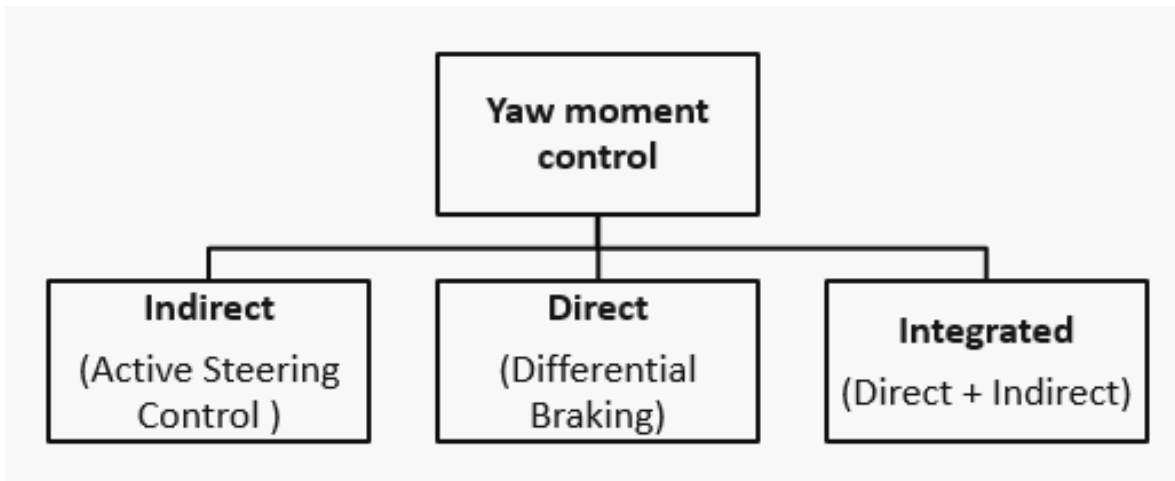 Yaw moment
control
Indirect
(Active Steering
Control )
Direct
(Differential
Braking)
Integrated
(Direct + Indirect)